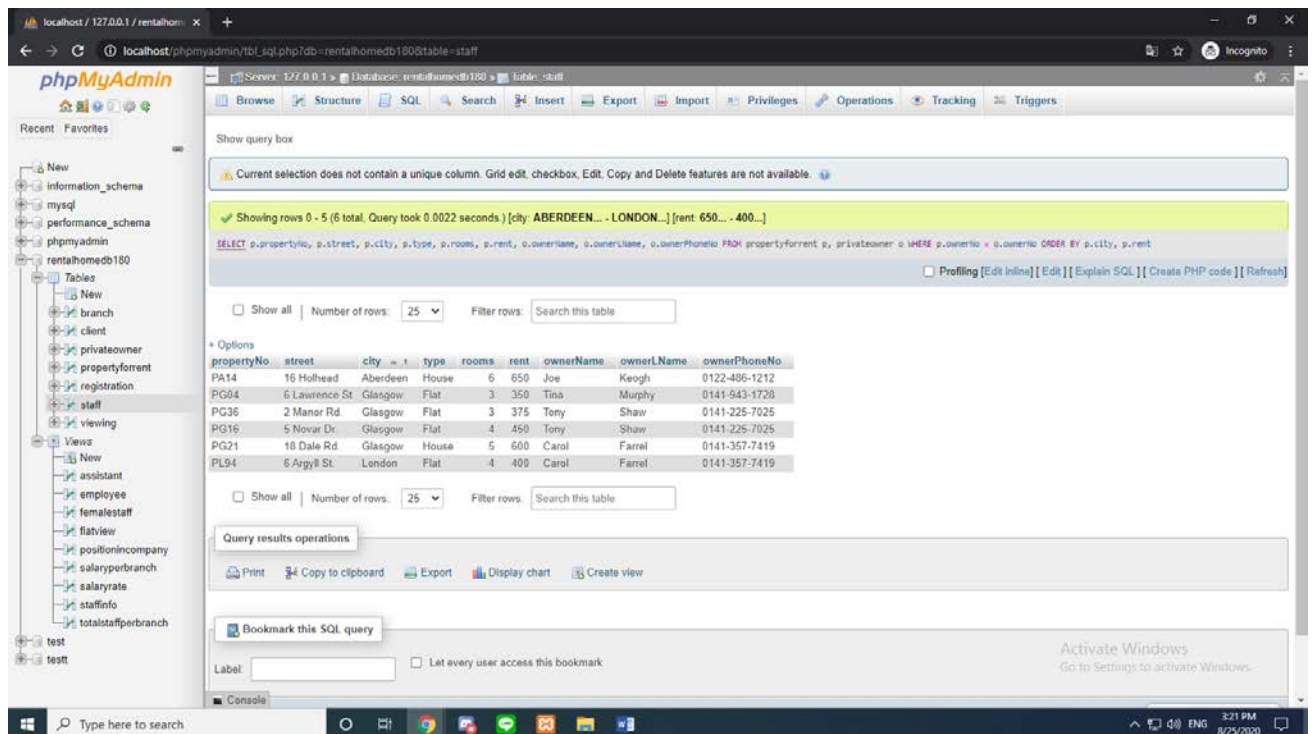 localhost / 127.0.0.1 / rentalhom
localhost/phpmyadmin/tbl_sql.php?db=rentalhomedb180&table=staff
Incognito
phpMyAdmin
Recent Favorites
New
information_schema
mysql
performance_schema
phpmyadmin
rentalhomedb180
Tables
New
branch
client
privateowner
propertyforrent
registration
staff
viewing
Views
New
assistant
employee
femalestaff
flatview
positionincompany
salaryperbranch
salaryrate
staffinfo
totalstaffperbranch
test
testt
Server: 127.0.0.1 » Database: rentalhomedb180 » Table: staff
Browse Structure SQL Search Insert Export Import Privileges Operations Tracking Triggers
Show query box
Current selection does not contain a unique column. Grid edit, checkbox, Edit, Copy and Delete features are not available.
Showing rows 0 - 5 (6 total, Query took 0.0022 seconds.) [city: ABERDEEN... - LONDON...] [rent: 650... - 400...]
SELECT p.propertyNo, p.street, p.city, p.type, p.rooms, p.rent, o.ownerName, o.ownerLName, o.ownerPhoneNo FROM propertyforrent p, privateowner o WHERE p.ownerNo = o.ownerNo ORDER BY p.city, p.rent
Profiling [Edit inline] [ Edit ] [ Explain SQL ] [ Create PHP code ] [ Refresh]
Show all | Number of rows: 25 Filter rows: Search this table
+ Options
propertyNo street city 1 type rooms rent ownerName ownerLName ownerPhoneNo
PA14 16 Holhead Aberdeen House 6 650 Joe Keogh 0122-486-1212
PG04 6 Lawrence St Glasgow Flat 3 350 Tina Murphy 0141-943-1728
PG36 2 Manor Rd. Glasgow Flat 3 375 Tony Shaw 0141-225-7025
PG16 5 Novar Dr. Glasgow Flat 4 450 Tony Shaw 0141-225-7025
PG21 18 Dale Rd. Glasgow House 5 600 Carol Farrel 0141-357-7419
PL94 6 Argyll St. London Flat 4 400 Carol Farrel 0141-357-7419
Show all | Number of rows: 25 Filter rows: Search this table
Query results operations
Print Copy to clipboard Export Display chart Create view
Bookmark this SQL query
Label: Let every user access this bookmark
Console
Activate Windows
Go to Settings to activate Windows.
Type here to search
ENG 3:21 PM
8/25/2020